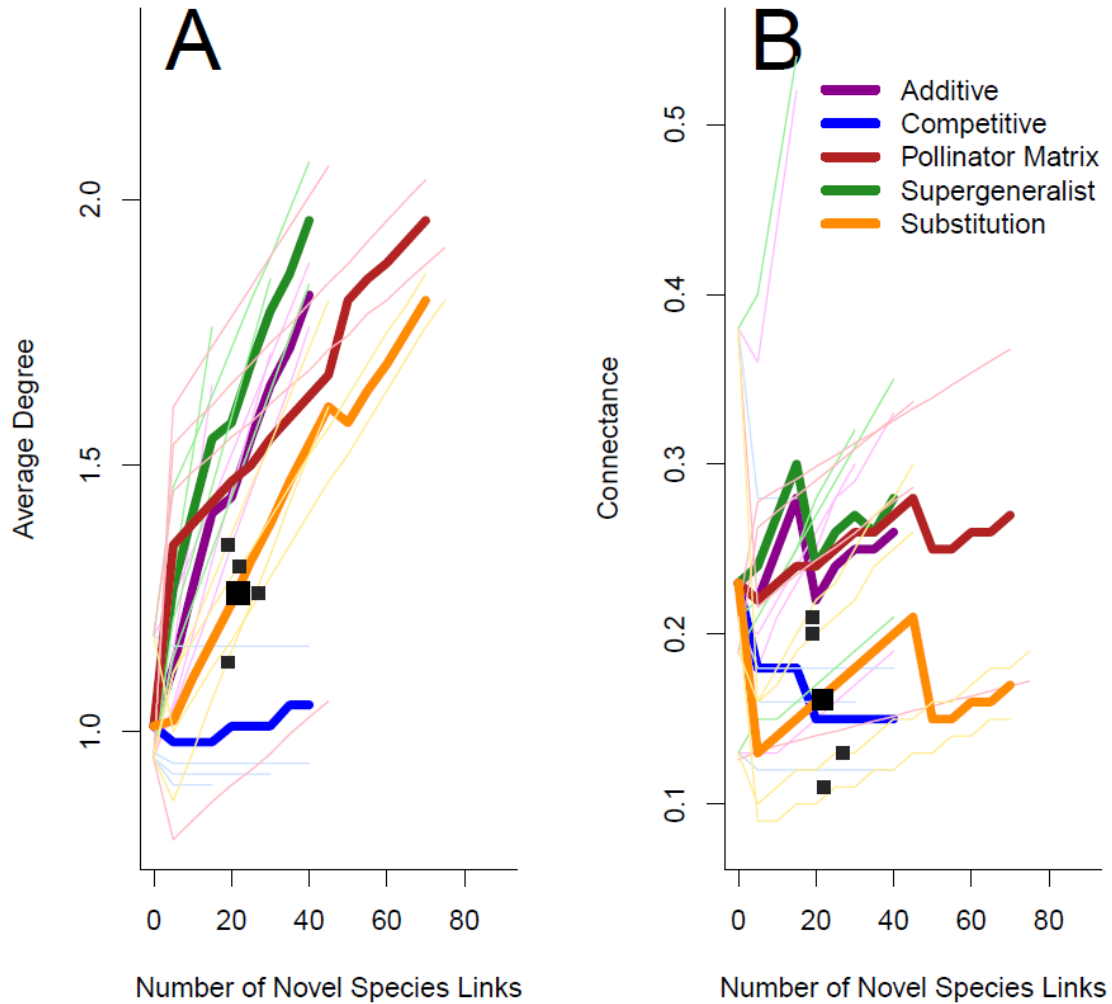 A
Average Degree
2.0
1.5
1.0
0 20 40 60 80
Number of Novel Species Links
B
Additive
Competitive
Pollinator Matrix
Supergeneralist
Substitution
Connectance
0.5
0.4
0.3
0.2
0.1
0 20 40 60 80
Number of Novel Species Links